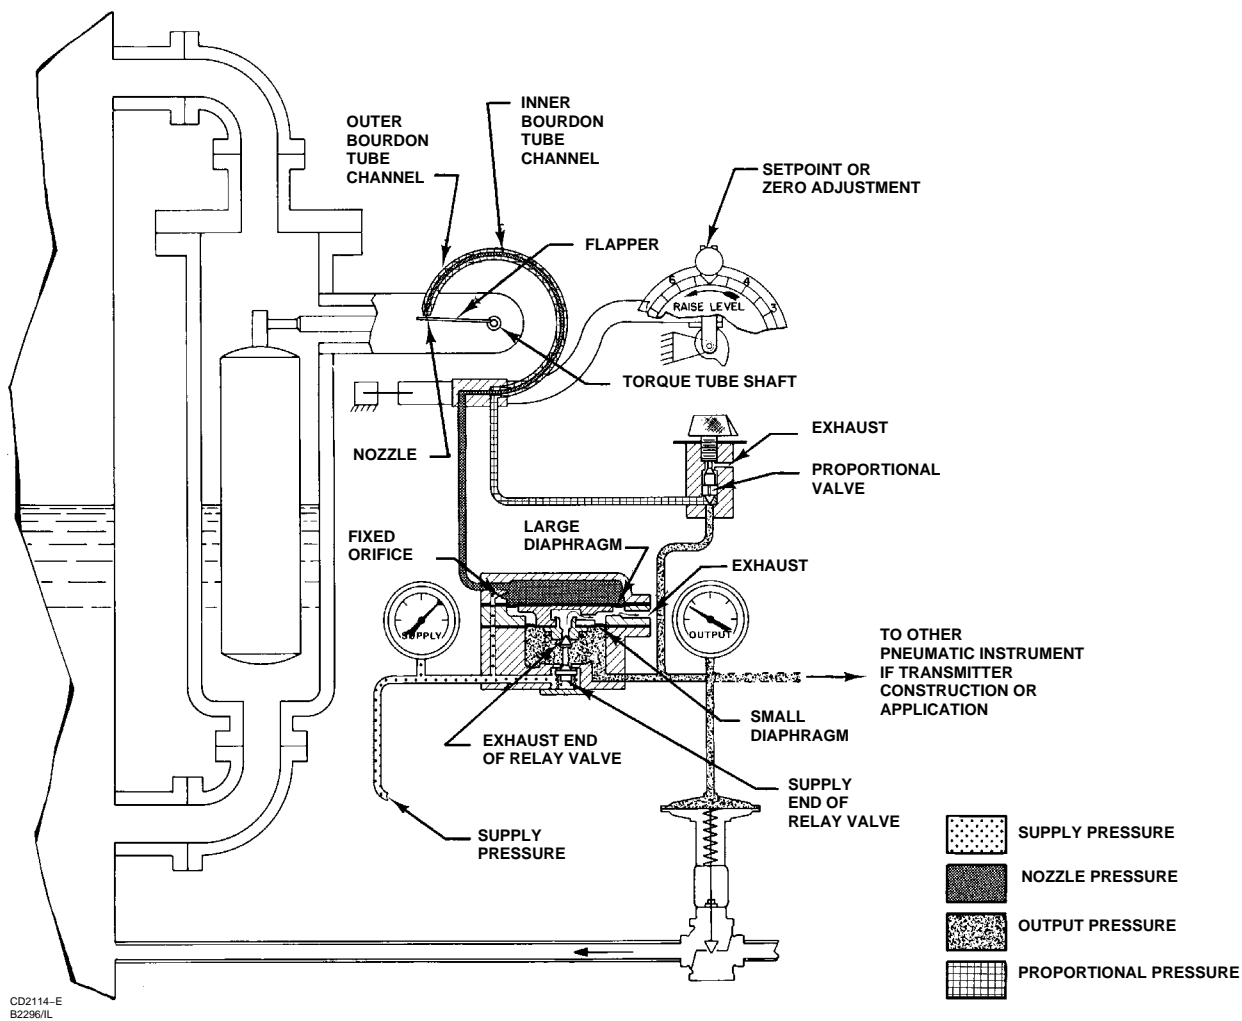 INNER
BOURDON
TUBE
CHANNEL
OUTER
BOURDON
TUBE
CHANNEL
SETPOINT OR
ZERO ADJUSTMENT
FLAPPER
5
4
3
RAISE LEVEL
TORQUE TUBE SHAFT
NOZZLE
EXHAUST
PROPORTIONAL
VALVE
FIXED
ORIFICE
LARGE
DIAPHRAGM
EXHAUST
SUPPLY
OUTPUT
TO OTHER
PNEUMATIC INSTRUMENT
IF TRANSMITTER
CONSTRUCTION OR
APPLICATION
SMALL
DIAPHRAGM
EXHAUST END
OF RELAY VALVE
SUPPLY
END OF
RELAY VALVE
SUPPLY
PRESSURE
SUPPLY PRESSURE
NOZZLE PRESSURE
OUTPUT PRESSURE
PROPORTIONAL PRESSURE
CD2114–E
B2296/IL